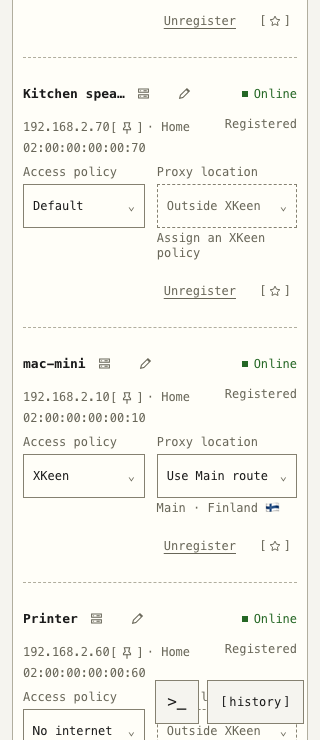 Unregister [☆]
Kitchen spea… Online
192.168.2.70[ ]· Home Registered
02:00:00:00:00:70
Access policy Proxy location
Default Outside XKeen
Assign an XKeen
policy
Unregister [☆]
mac-mini Online
192.168.2.10[ ]· Home Registered
02:00:00:00:00:10
Access policy Proxy location
XKeen Use Main route
Main · Finland 🇫🇮
Unregister [☆]
Printer Online
192.168.2.60[ ]· Home Registered
02:00:00:00:00:60
Access policy
>_ [history]
No internet Outside XKeen